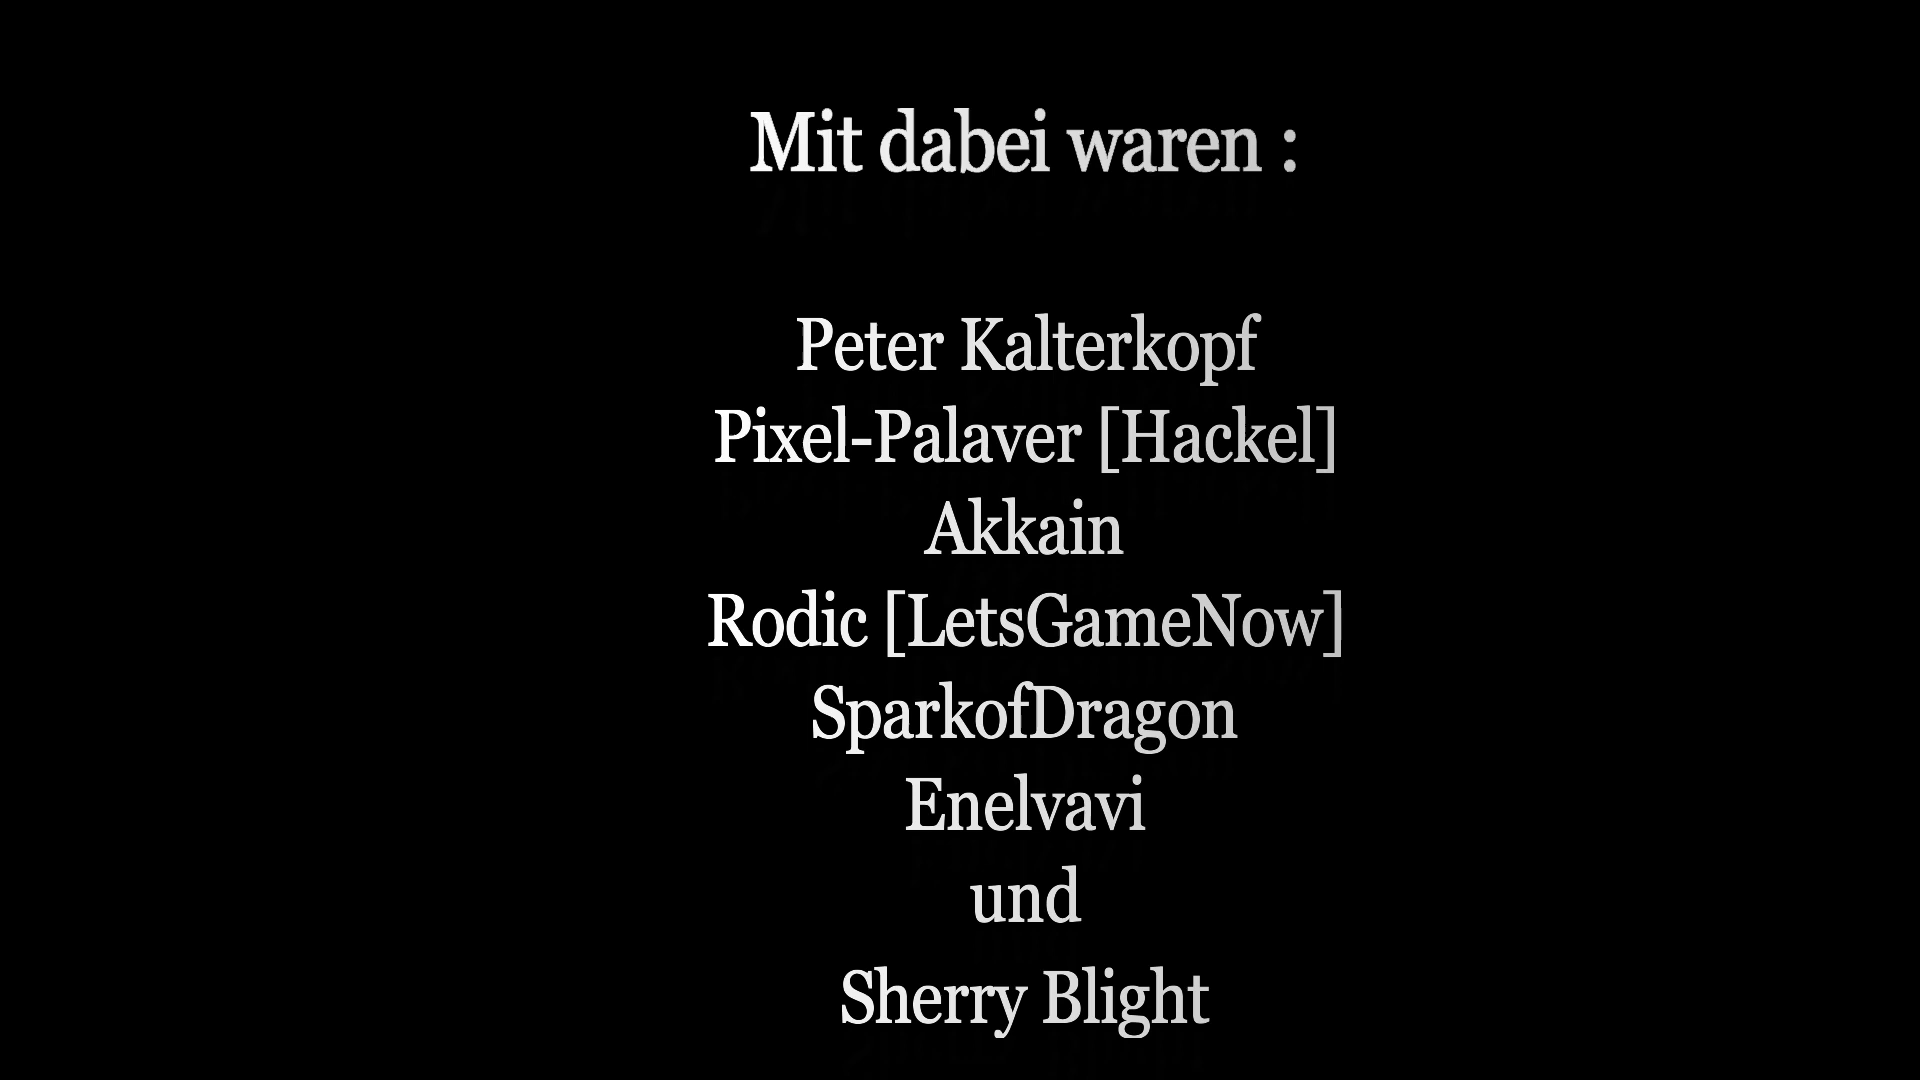 Mit dabei waren :
Peter Kalterkopf
Pixel-Palaver [Hackel]
Akkain
Rodic [LetsGameNow]
SparkofDragon
Enelvavi
und
Sherry Blight